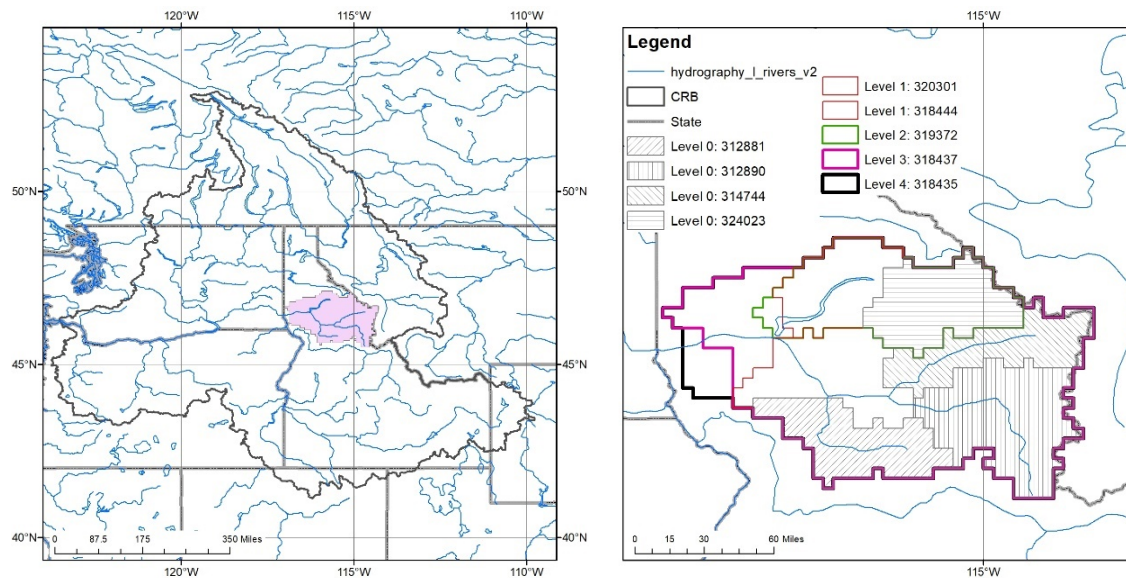 120°W 115°W 110°W
50°N 50°N
45°N 45°N
40°N 40°N
0 87.5 175 350 Miles
120°W 115°W 110°W
115°W
Legend
hydrography_l_rivers_v2
CRB
State
Level 0: 312881
Level 0: 312890
Level 0: 314744
Level 0: 324023
Level 1: 320301
Level 1: 318444
Level 2: 319372
Level 3: 318437
Level 4: 318435
0 15 30 60 Miles
115°W